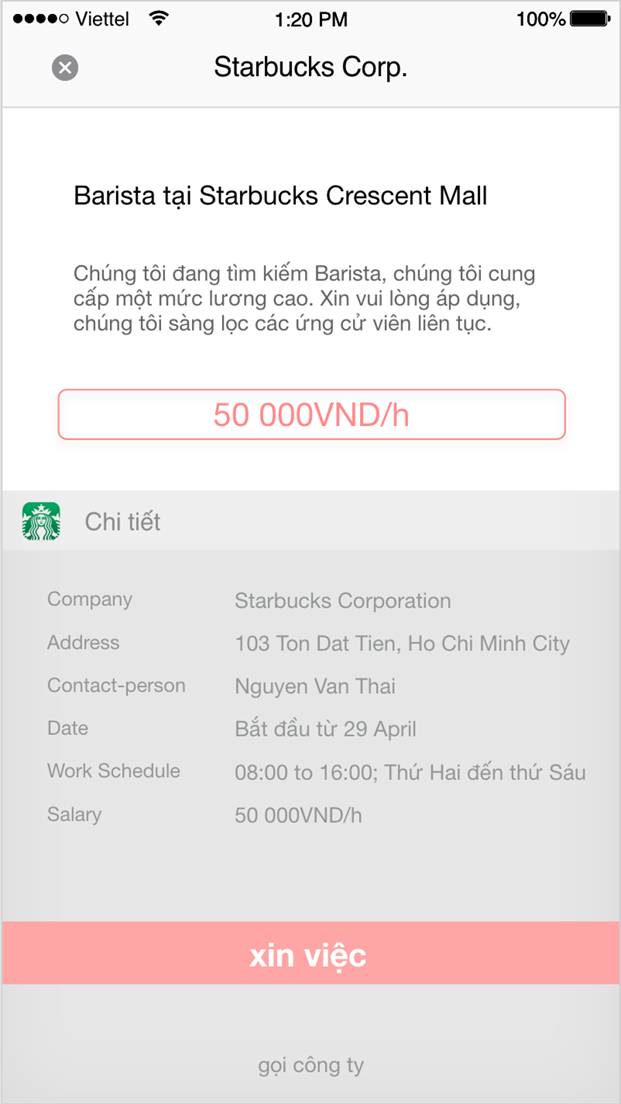 Viettel 1:20 PM 100%
Starbucks Corp.
Barista tại Starbucks Crescent Mall
Chúng tôi đang tìm kiếm Barista, chúng tôi cung
cấp một mức lương cao. Xin vui lòng áp dụng,
chúng tôi sàng lọc các ứng cử viên liên tục.
50 000VND/h
Chi tiết
Company Starbucks Corporation
Address 103 Ton Dat Tien, Ho Chi Minh City
Contact-person Nguyen Van Thai
Date Bắt đầu từ 29 April
Work Schedule 08:00 to 16:00; Thứ Hai đến thứ Sáu
Salary 50 000VND/h
xin việc
gọi công ty